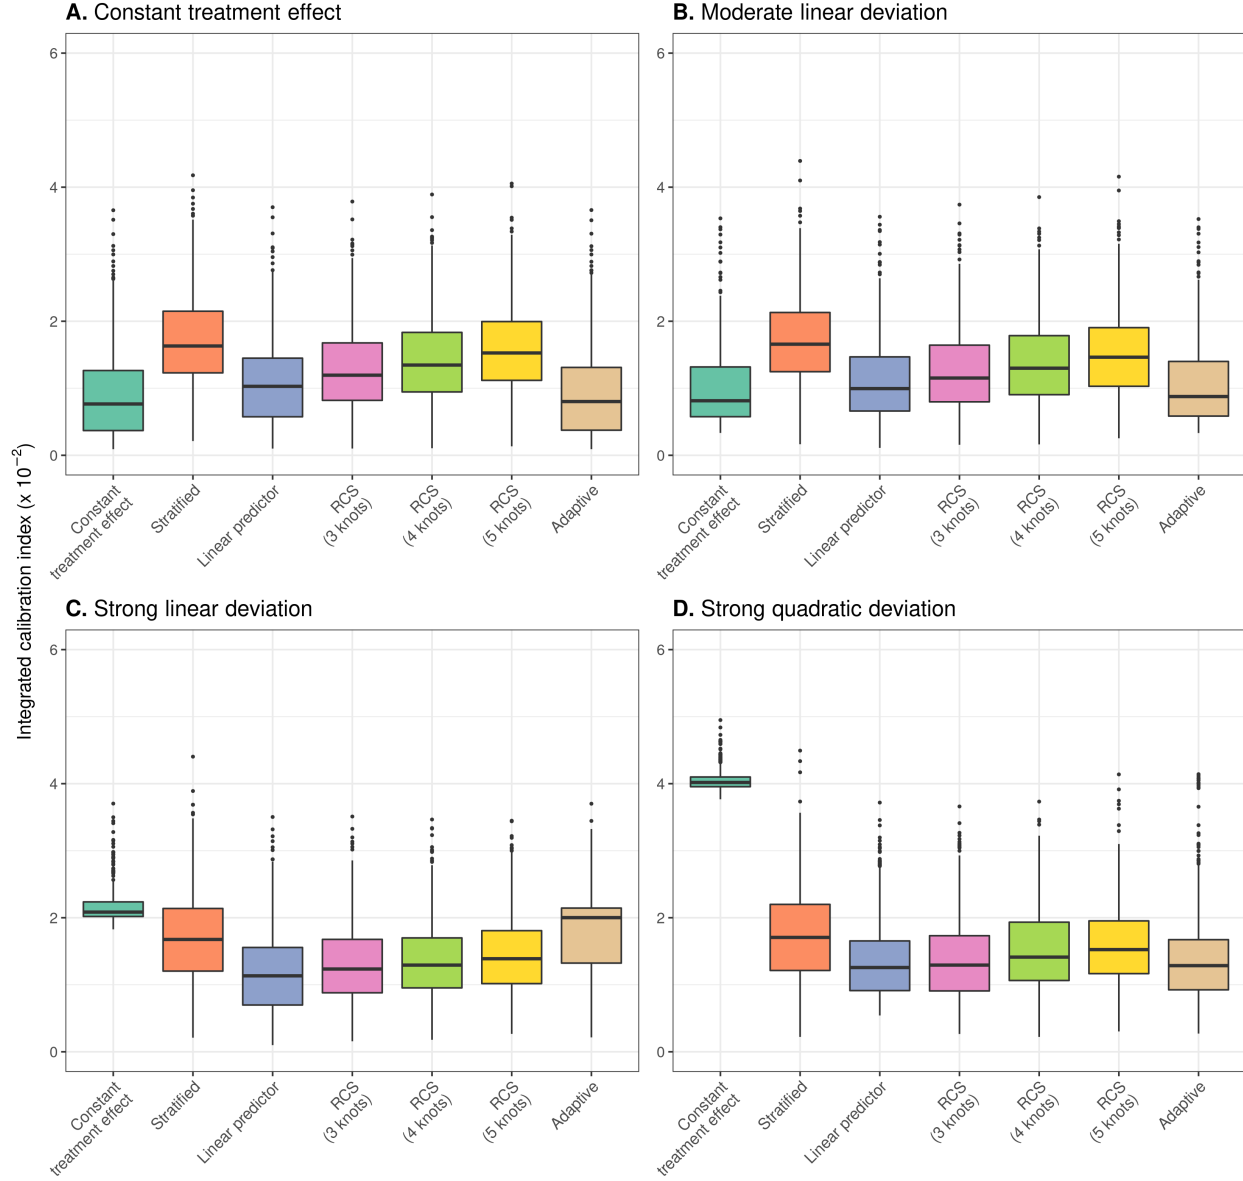 A. Constant treatment effect
B. Moderate linear deviation
Integrated calibration index (x 10⁻²)
6
4
2
0
Constant
treatment effect
Stratified
Linear predictor
RCS
(3 knots)
RCS
(4 knots)
RCS
(5 knots)
Adaptive
6
4
2
0
Constant
treatment effect
Stratified
Linear predictor
RCS
(3 knots)
RCS
(4 knots)
RCS
(5 knots)
Adaptive
C. Strong linear deviation
D. Strong quadratic deviation
6
4
2
0
Constant
treatment effect
Stratified
Linear predictor
RCS
(3 knots)
RCS
(4 knots)
RCS
(5 knots)
Adaptive
6
4
2
0
Constant
treatment effect
Stratified
Linear predictor
RCS
(3 knots)
RCS
(4 knots)
RCS
(5 knots)
Adaptive